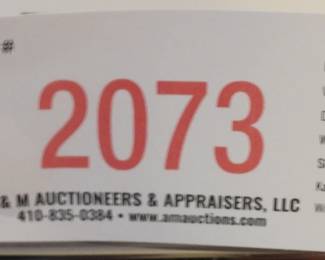 #
2073
& M AUCTIONEERS & APPRAISERS, LLC
410-835-0384 • www.amauctions.com